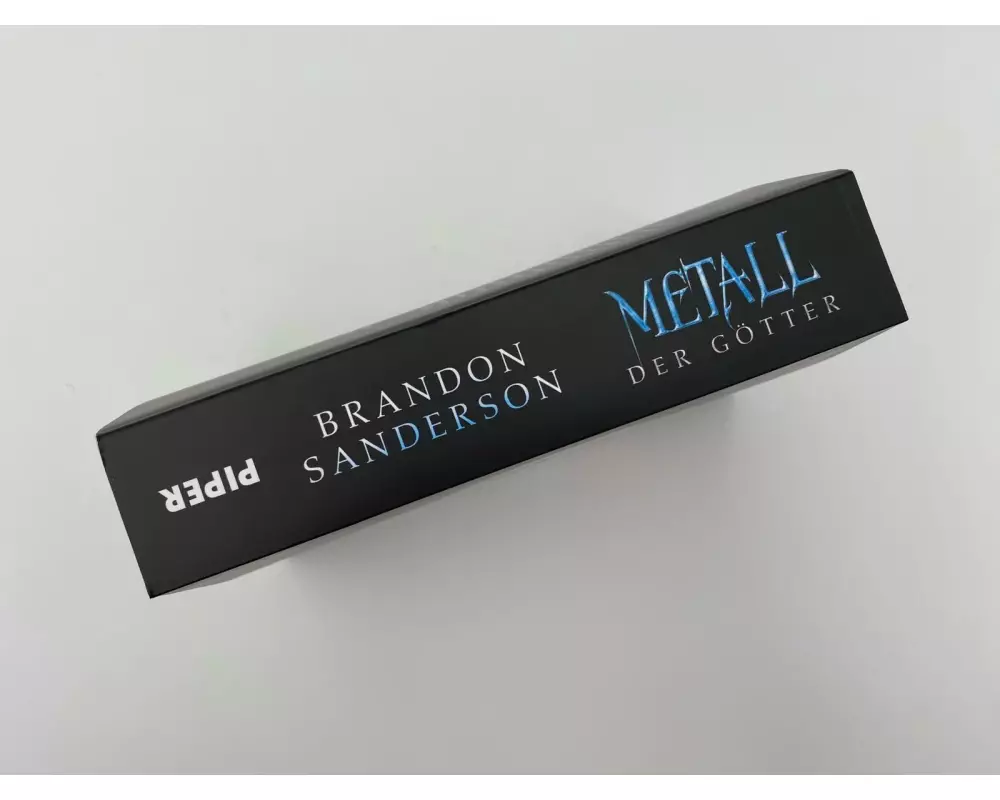 BRANDON
SANDERSON
METALL
DER GÖTTER
PIPER